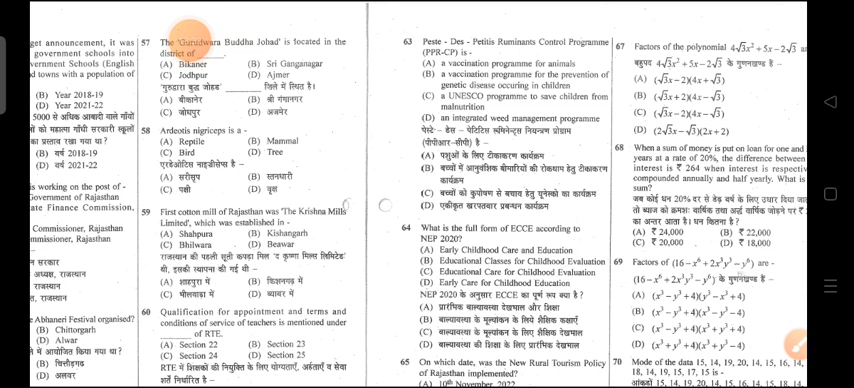 get announcement, it was
government schools into
vernment Schools (English
d towns with a population of
(B) Year 2018-19
(D) Year 2021-22
5000 से अधिक आबादी वाले गाँवों
में को महात्मा गाँधी सरकारी स्कूलों
का प्रस्ताव रखा गया था?
(B) वर्ष 2018-19
(D) वर्ष 2021-22
is working on the post of -
Government of Rajasthan
ate Finance Commission,
Commissioner, Rajasthan
mmissioner, Rajasthan
न सरकार
अध्यक्ष, राजस्थान
राजस्थान
त, राजस्थान
e Abhaneri Festival organised?
(B) Chittorgarh
(D) Alwar
ने में आयोजित किया गया था?
(B) चित्तौड़गढ़
(D) अलवर
57 The 'Gurudwara Buddha Johad' is located in the
district of
(A) Bikaner (B) Sri Ganganagar
(C) Jodhpur (D) Ajmer
'गुरुद्वारा बुद्ध जोहड़' ______ जिले में स्थित है।
(A) बीकानेर (B) श्री गंगानगर
(C) जोधपुर (D) अजमेर
58 Ardeotis nigriceps is a -
(A) Reptile (B) Mammal
(C) Bird (D) Tree
एरडेओटिस नाइग्रीसेप्स है –
(A) सरीसृप (B) स्तनधारी
(C) पक्षी (D) वृक्ष
59 First cotton mill of Rajasthan was 'The Krishna Mills
Limited', which was established in -
(A) Shahpura (B) Kishangarh
(C) Bhilwara (D) Beawar
राजस्थान की पहली सूती कपड़ा मिल 'द कृष्णा मिल्स लिमिटेड'
थी, इसकी स्थापना की गई थी –
(A) शाहपुरा में (B) किशनगढ़ में
(C) भीलवाड़ा में (D) ब्यावर में
60 Qualification for appointment and terms and
conditions of service of teachers is mentioned under
______ of RTE.
(A) Section 22 (B) Section 23
(C) Section 24 (D) Section 25
RTE में शिक्षकों की नियुक्ति के लिए योग्यताएँ, अर्हताएँ व सेवा
शर्तें निर्धारित है –
63 Peste - Des - Petitis Ruminants Control Programme
(PPR-CP) is -
(A) a vaccination programme for animals
(B) a vaccination programme for the prevention of
genetic disease occuring in children
(C) a UNESCO programme to save children from
malnutrition
(D) an integrated weed management programme
पेस्टे - डेस - पेटिटिस रूमिनेन्ट्स नियन्त्रण प्रोग्राम
(पीपीआर-सीपी) है –
(A) पशुओं के लिए टीकाकरण कार्यक्रम
(B) बच्चों में आनुवंशिक बीमारियों की रोकथाम हेतु टीकाकरण
कार्यक्रम
(C) बच्चों को कुपोषण से बचाव हेतु यूनेस्को का कार्यक्रम
(D) एकीकृत खरपतवार प्रबन्धन कार्यक्रम
64 What is the full form of ECCE according to
NEP 2020?
(A) Early Childhood Care and Education
(B) Educational Classes for Childhood Evaluation
(C) Educational Care for Childhood Evaluation
(D) Early Care for Childhood Education
NEP 2020 के अनुसार ECCE का पूर्ण रूप क्या है ?
(A) प्रारंभिक बाल्यावस्था देखभाल और शिक्षा
(B) बाल्यावस्था के मूल्यांकन के लिये शैक्षिक कक्षाएँ
(C) बाल्यावस्था के मूल्यांकन के लिए शैक्षिक देखभाल
(D) बाल्यावस्था की शिक्षा के लिए प्रारंभिक देखभाल
65 On which date, was the New Rural Tourism Policy
of Rajasthan implemented?
(A) 10th November, 2022
67 Factors of the polynomial 4√3x² + 5x – 2√3 ar
बहुपद 4√3x² + 5x – 2√3 के गुणनखण्ड हैं –
(A) (√3x – 2)(4x + √3)
(B) (√3x + 2)(4x – √3)
(C) (√3x – 2)(4x – √3)
(D) (2√3x – √3)(2x + 2)
68 When a sum of money is put on loan for one and
years at a rate of 20%, the difference between
interest is ₹ 264 when interest is respectiv
compounded annually and half yearly. What is
sum?
जब कोई धन 20% दर से डेढ़ वर्ष के लिए उधार दिया जा
तो ब्याज को क्रमशः वार्षिक तथा अर्द्ध वार्षिक जोड़ने पर ₹
का अन्तर आता है। धन कितना है ?
(A) ₹ 24,000 (B) ₹ 22,000
(C) ₹ 20,000 (D) ₹ 18,000
69 Factors of (16 – x⁶ + 2x³y³ – y⁶) are -
(16 – x⁶ + 2x³y³ – y⁶) के गुणनखण्ड हैं –
(A) (x³ – y³ + 4)(y³ – x³ + 4)
(B) (x³ – y³ + 4)(x³ – y³ – 4)
(C) (x³ – y³ + 4)(x³ + y³ + 4)
(D) (x³ + y³ + 4)(x³ + y³ – 4)
70 Mode of the data 15, 14, 19, 20, 14, 15, 16, 14,
18, 14, 19, 15, 17, 15 is -
आंकड़ों 15, 14, 19, 20, 14, 15, 16, 14, 15, 18, 14,